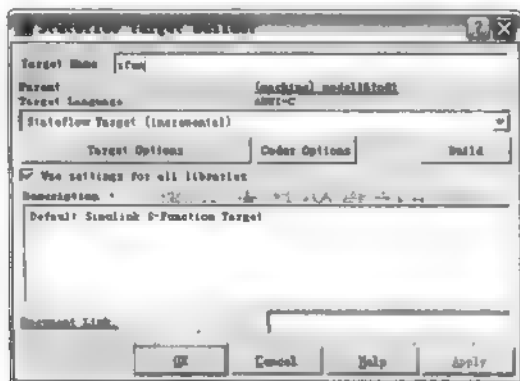 Stateflow Target Builder
Target Name sfun
Parent (machine)
Target Language ANSI-C
Stateflow Target (incremental)
Target Options Coder Options Build
Use settings for all libraries
Description
Default Simulink S-Function Target
Document Link
OK Cancel Help Apply